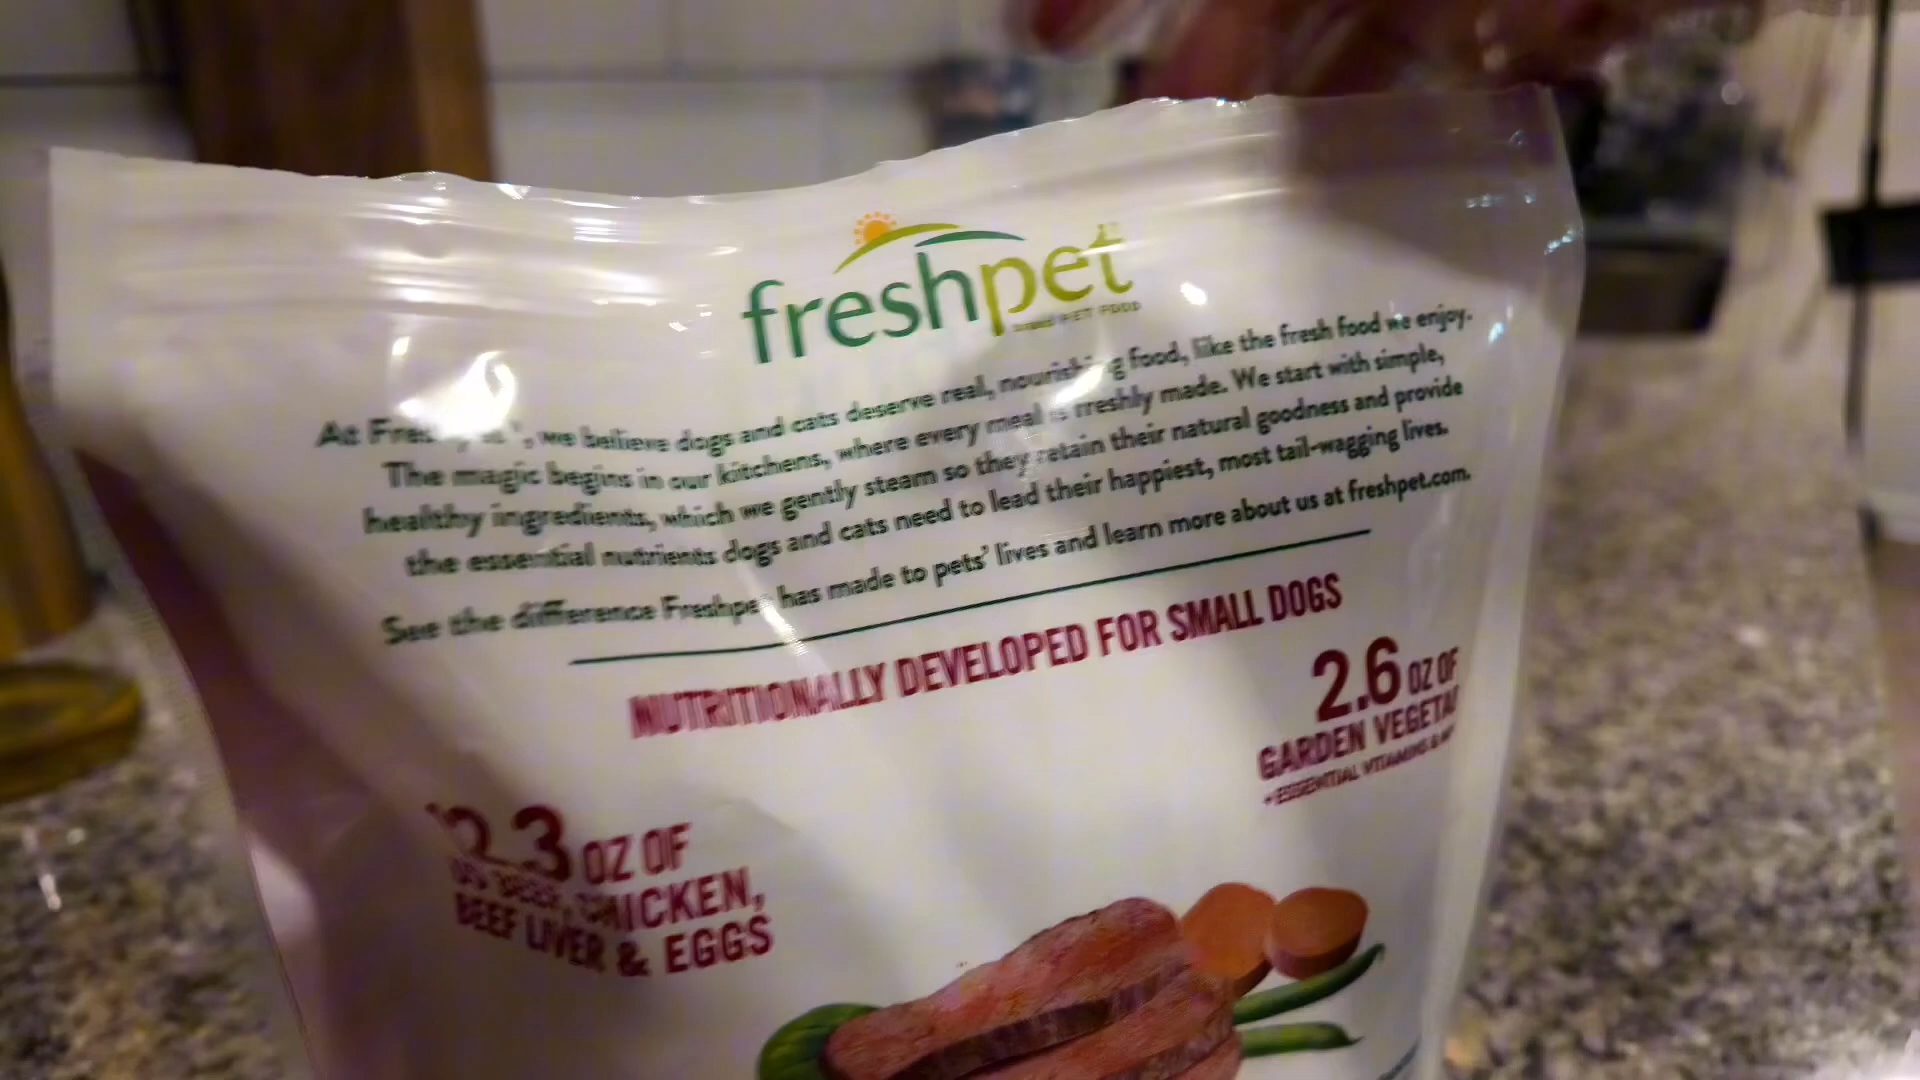 freshpet
PET FOOD
we believe dogs and cats deserve real, food, like the fresh food we enjoy.
The magic begins in our kitchens, where every meal freshly made. We start with simple,
healthy ingredients, which we gently steam so they retain their natural goodness and provide
the essential nutrients dogs and cats need to lead their happiest, most tail-wagging lives.
See the difference has made to pets' lives and learn more about us at freshpet.com.
NUTRITIONALLY DEVELOPED FOR SMALL DOGS
2.6 OZ OF
GARDEN
+ ESSENTIAL VITAMINS &
OZ OF
CHICKEN,
BEEF LIVER & EGGS